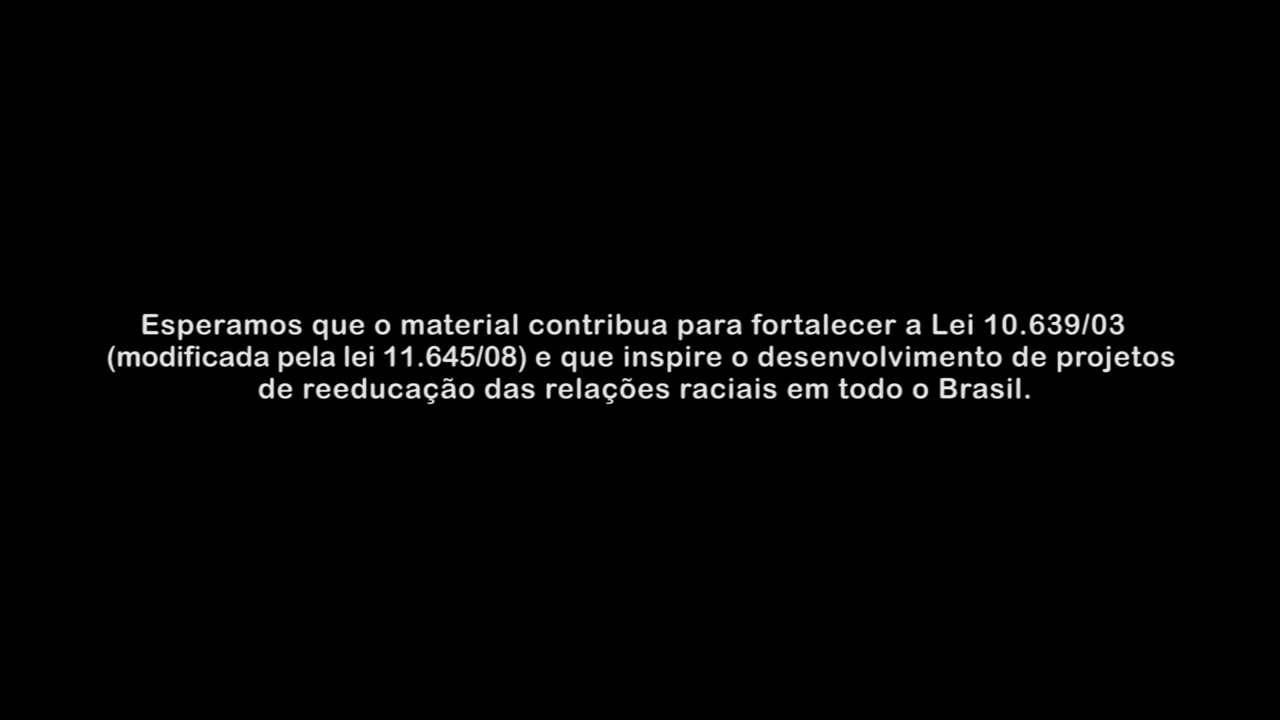 Esperamos que o material contribua para fortalecer a Lei 10.639/03
(modificada pela lei 11.645/08) e que inspire o desenvolvimento de projetos
de reeducação das relações raciais em todo o Brasil.